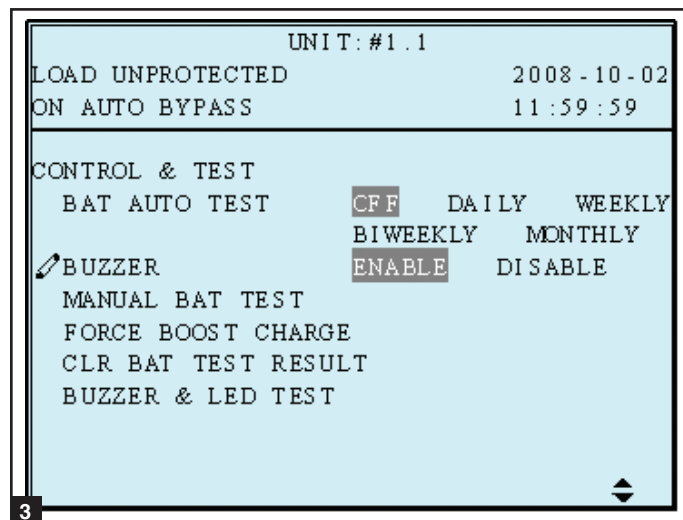 UNIT:#1.1
LOAD UNPROTECTED 2008-10-02
ON AUTO BYPASS 11:59:59
CONTROL & TEST
BAT AUTO TEST CFF DAILY WEEKLY
BIWEEKLY MONTHLY
BUZZER ENABLE DISABLE
MANUAL BAT TEST
FORCE BOOST CHARGE
CLR BAT TEST RESULT
BUZZER & LED TEST
3